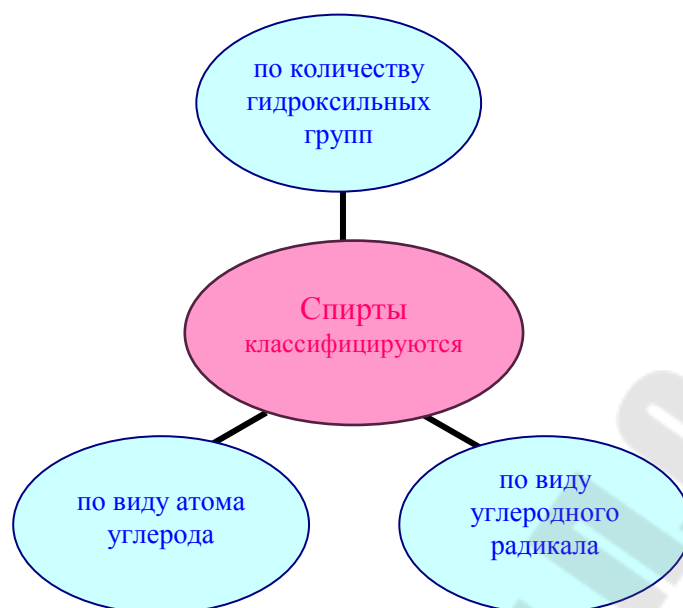 по количеству
гидроксильных
групп
Спирты
классифицируются
по виду атома
углерода
по виду
углеродного
радикала